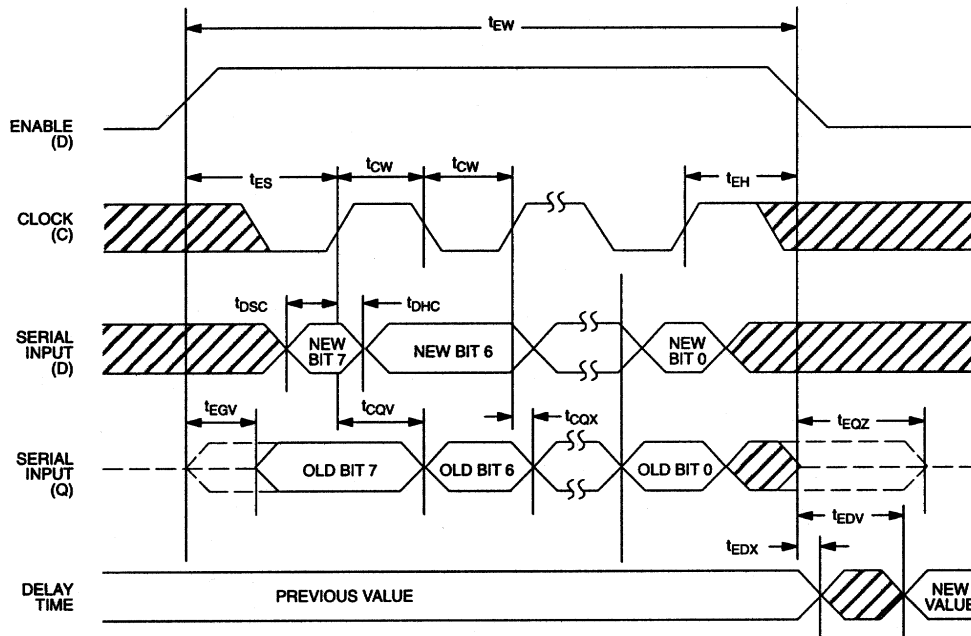 tEW
ENABLE
(D)
tES
tCW
tCW
tEH
CLOCK
(C)
tDSC
tDHC
SERIAL
INPUT
(D)
NEW
BIT 7
NEW BIT 6
NEW
BIT 0
tEGV
tCQV
tCQX
tEQZ
SERIAL
INPUT
(Q)
OLD BIT 7
OLD BIT 6
OLD BIT 0
tEDV
tEDX
DELAY
TIME
PREVIOUS VALUE
NEW
VALUE